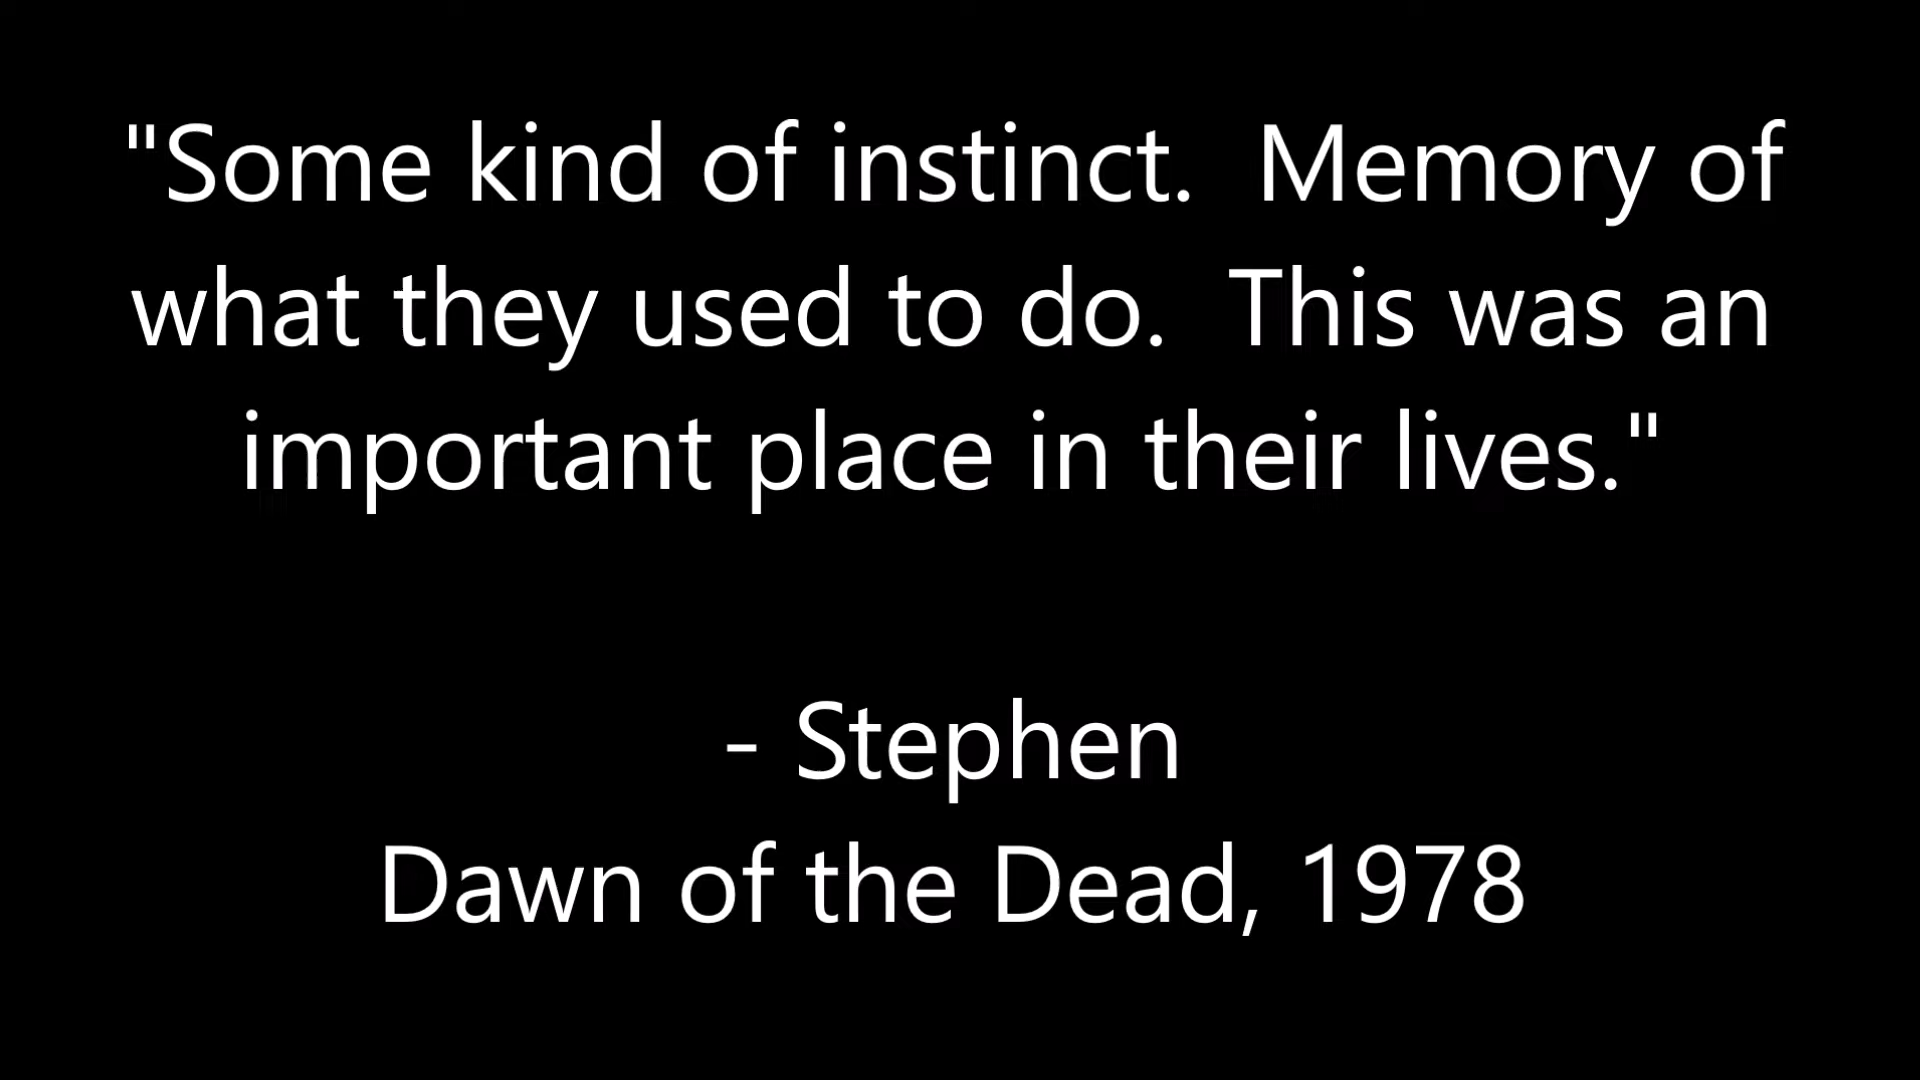 "Some kind of instinct.  Memory of
what they used to do.  This was an
important place in their lives."
- Stephen
Dawn of the Dead, 1978